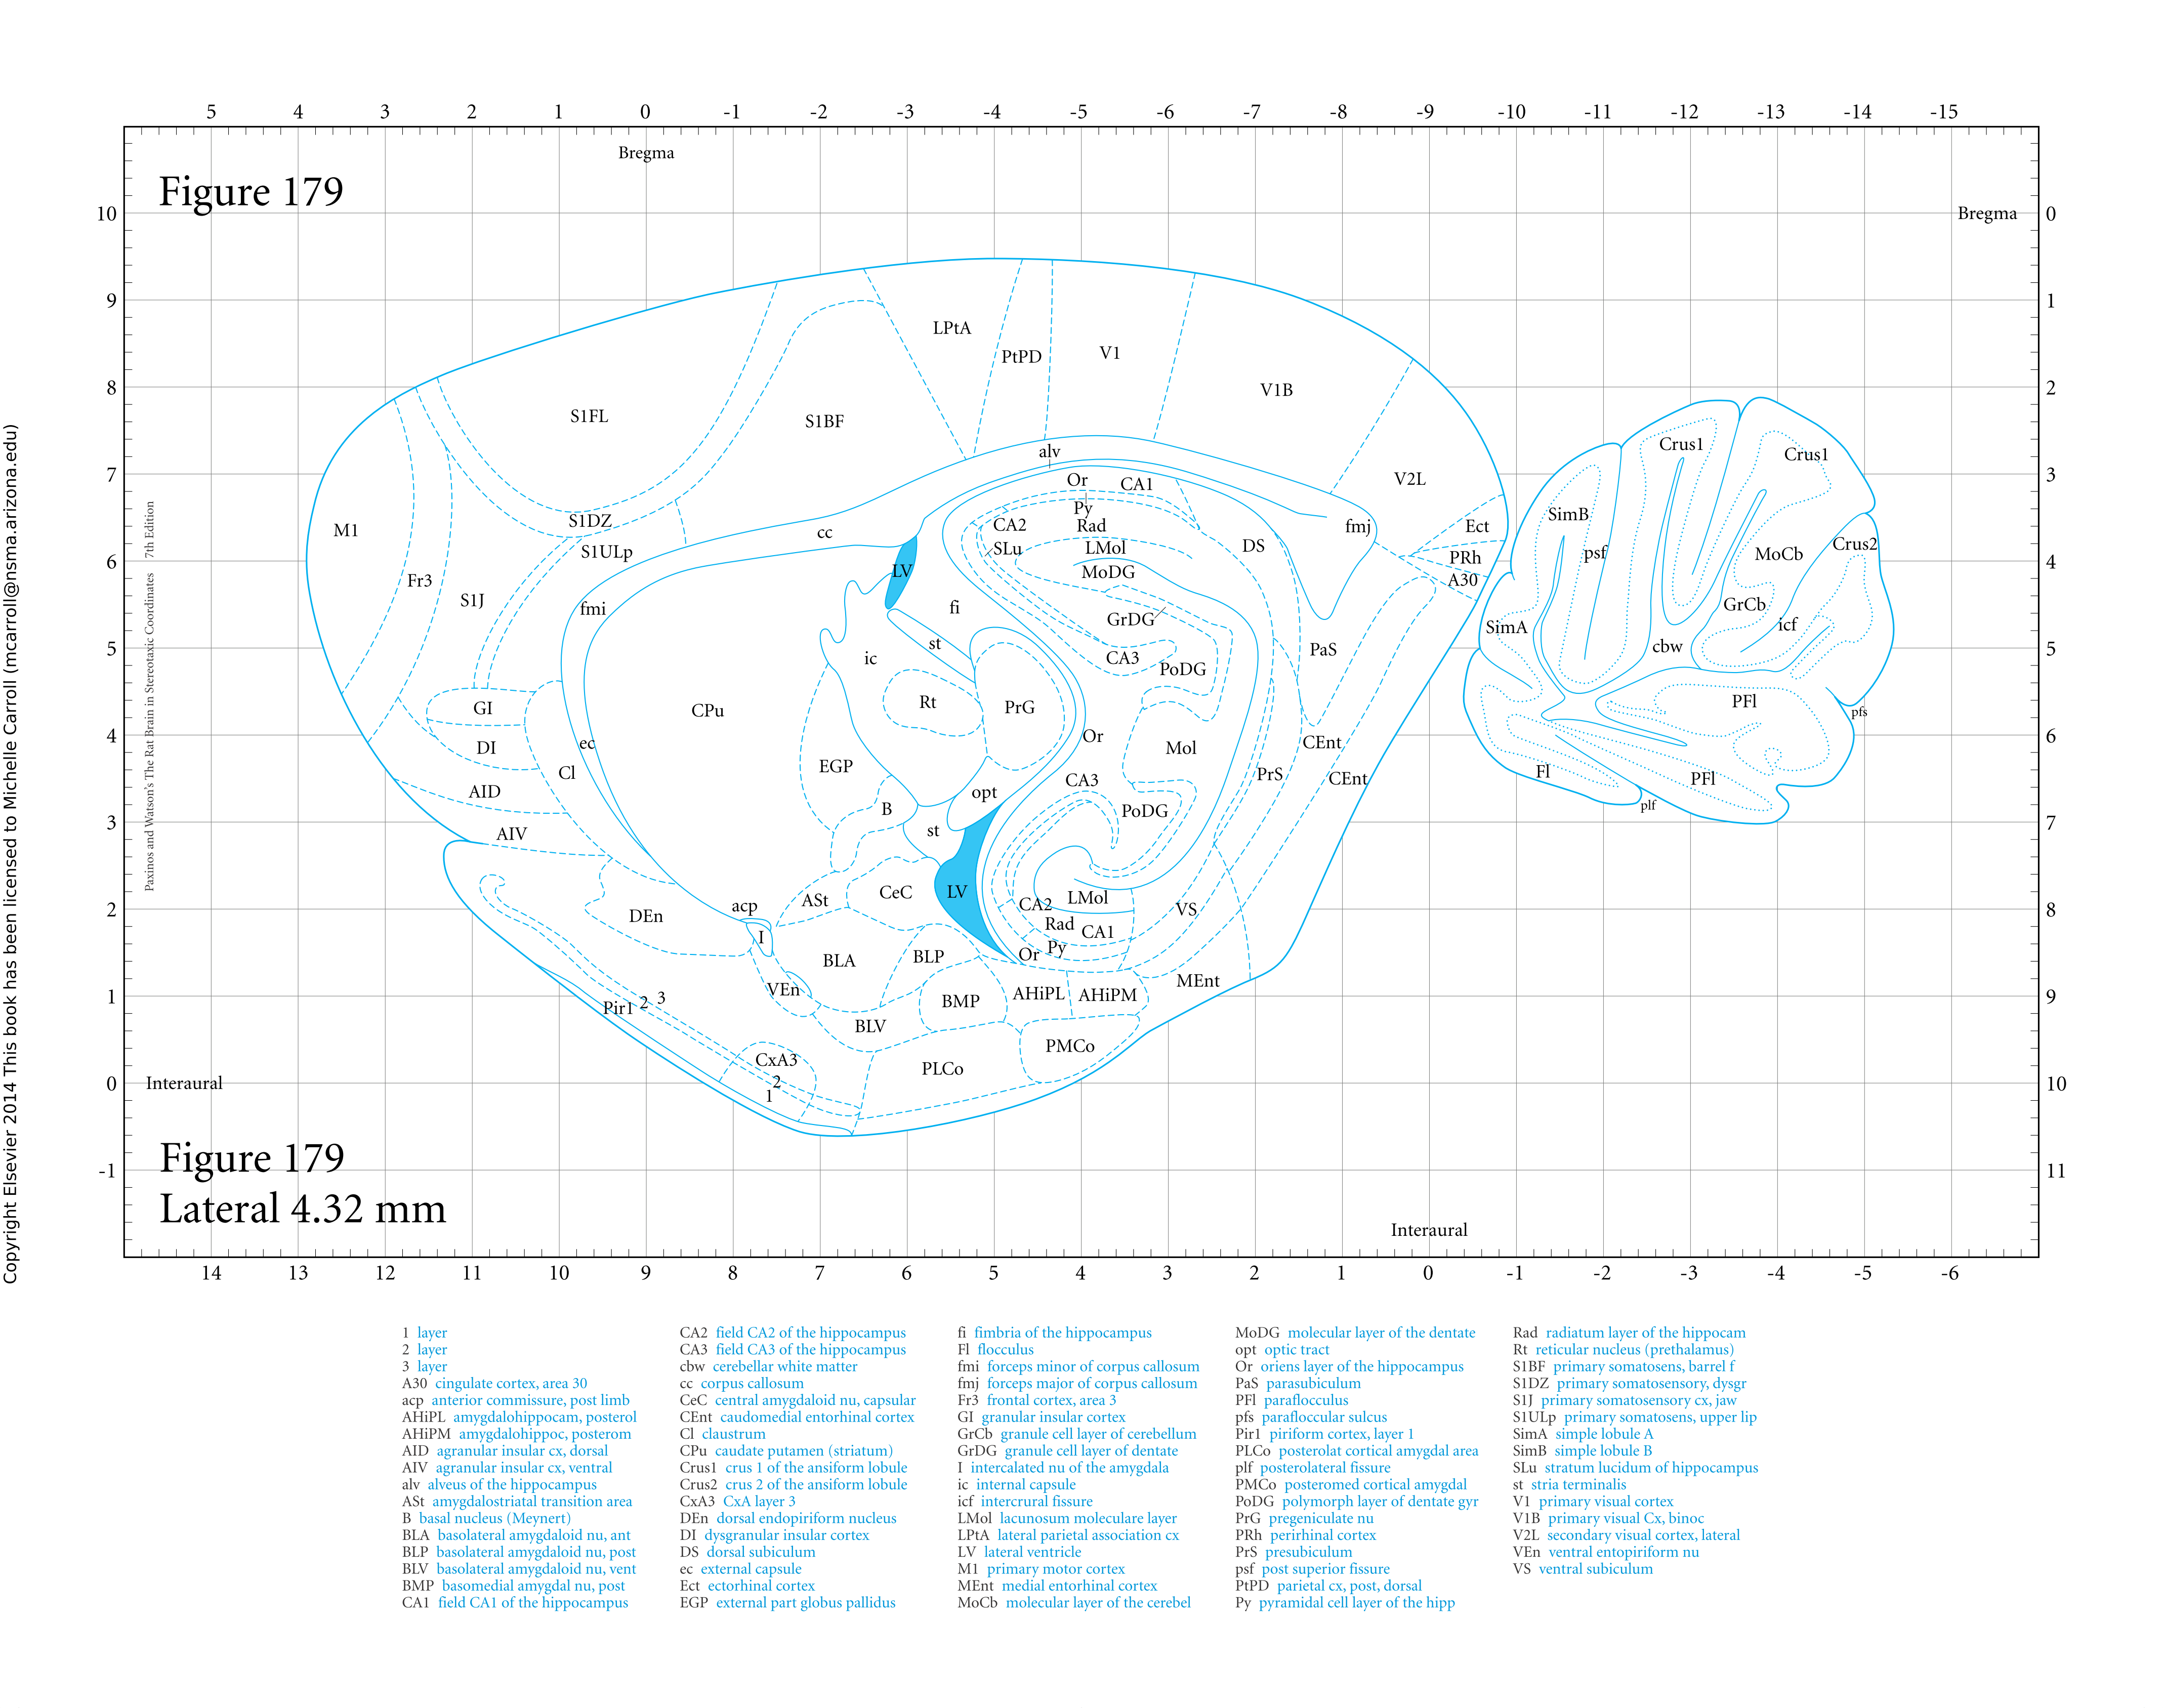 5 4 3 2 1 0 -1 -2 -3 -4 -5 -6 -7 -8 -9 -10 -11 -12 -13 -14 -15
Bregma
Figure 179
10
Bregma 0
9 1
8 2
7 3
6 4
5 5
4 6
3 7
2 8
1 9
0 Interaural 10
-1 11
LPtA
PtPD
V1
V1B
S1FL
S1BF
Crus1
Crus1
alv
V2L
Or
CA1
Py
SimB
M1
S1DZ
CA2
Rad
fmj
Ect
cc
S1ULp
SLu
LMol
DS
psf
MoCb
Crus2
PRh
LV
MoDG
A30
Fr3
S1J
fmi
fi
GrDG
GrCb
icf
SimA
st
ic
CA3
PoDG
PaS
cbw
GI
CPu
Rt
PrG
PFl
pfs
DI
ec
Or
Mol
CEnt
Cl
EGP
CA3
PrS
CEnt
Fl
PFl
AID
opt
B
PoDG
plf
AIV
st
ASt
CeC
LV
LMol
CA2
DEn
acp
VS
Rad
CA1
I
Py
Or
BLA
BLP
VEn
MEnt
Pir1 2 3
BMP
AHiPL
AHiPM
BLV
CxA3
2
1
PLCo
PMCo
Interaural
Figure 179
Lateral 4.32 mm
14 13 12 11 10 9 8 7 6 5 4 3 2 1 0 -1 -2 -3 -4 -5 -6
Paxinos and Watson's The Rat Brain in Stereotaxic Coordinates 7th Edition
Copyright Elsevier 2014 This book has been licensed to Michelle Carroll (mcarroll@nsma.arizona.edu)
1 layer
2 layer
3 layer
A30 cingulate cortex, area 30
acp anterior commissure, post limb
AHiPL amygdalohippocam, posterol
AHiPM amygdalohippoc, posterom
AID agranular insular cx, dorsal
AIV agranular insular cx, ventral
alv alveus of the hippocampus
ASt amygdalostriatal transition area
B basal nucleus (Meynert)
BLA basolateral amygdaloid nu, ant
BLP basolateral amygdaloid nu, post
BLV basolateral amygdaloid nu, vent
BMP basomedial amygdal nu, post
CA1 field CA1 of the hippocampus
CA2 field CA2 of the hippocampus
CA3 field CA3 of the hippocampus
cbw cerebellar white matter
cc corpus callosum
CeC central amygdaloid nu, capsular
CEnt caudomedial entorhinal cortex
Cl claustrum
CPu caudate putamen (striatum)
Crus1 crus 1 of the ansiform lobule
Crus2 crus 2 of the ansiform lobule
CxA3 CxA layer 3
DEn dorsal endopiriform nucleus
DI dysgranular insular cortex
DS dorsal subiculum
ec external capsule
Ect ectorhinal cortex
EGP external part globus pallidus
fi fimbria of the hippocampus
Fl flocculus
fmi forceps minor of corpus callosum
fmj forceps major of corpus callosum
Fr3 frontal cortex, area 3
GI granular insular cortex
GrCb granule cell layer of cerebellum
GrDG granule cell layer of dentate
I intercalated nu of the amygdala
ic internal capsule
icf intercrural fissure
LMol lacunosum moleculare layer
LPtA lateral parietal association cx
LV lateral ventricle
M1 primary motor cortex
MEnt medial entorhinal cortex
MoCb molecular layer of the cerebel
MoDG molecular layer of the dentate
opt optic tract
Or oriens layer of the hippocampus
PaS parasubiculum
PFl paraflocculus
pfs parafloccular sulcus
Pir1 piriform cortex, layer 1
PLCo posterolat cortical amygdal area
plf posterolateral fissure
PMCo posteromed cortical amygdal
PoDG polymorph layer of dentate gyr
PrG pregeniculate nu
PRh perirhinal cortex
PrS presubiculum
psf post superior fissure
PtPD parietal cx, post, dorsal
Py pyramidal cell layer of the hipp
Rad radiatum layer of the hippocam
Rt reticular nucleus (prethalamus)
S1BF primary somatosens, barrel f
S1DZ primary somatosensory, dysgr
S1J primary somatosensory cx, jaw
S1ULp primary somatosens, upper lip
SimA simple lobule A
SimB simple lobule B
SLu stratum lucidum of hippocampus
st stria terminalis
V1 primary visual cortex
V1B primary visual Cx, binoc
V2L secondary visual cortex, lateral
VEn ventral entopiriform nu
VS ventral subiculum